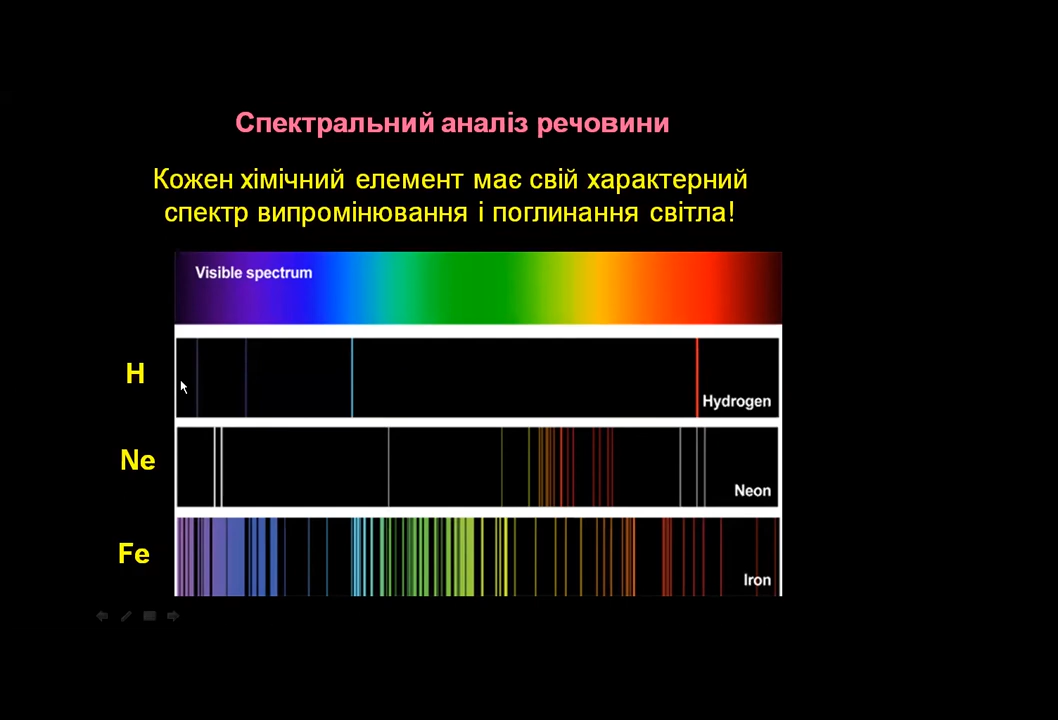 Спектральний аналіз речовини
Кожен хімічний елемент має свій характерний
спектр випромінювання і поглинання світла!
Visible spectrum
H
Hydrogen
Ne
Neon
Fe
Iron